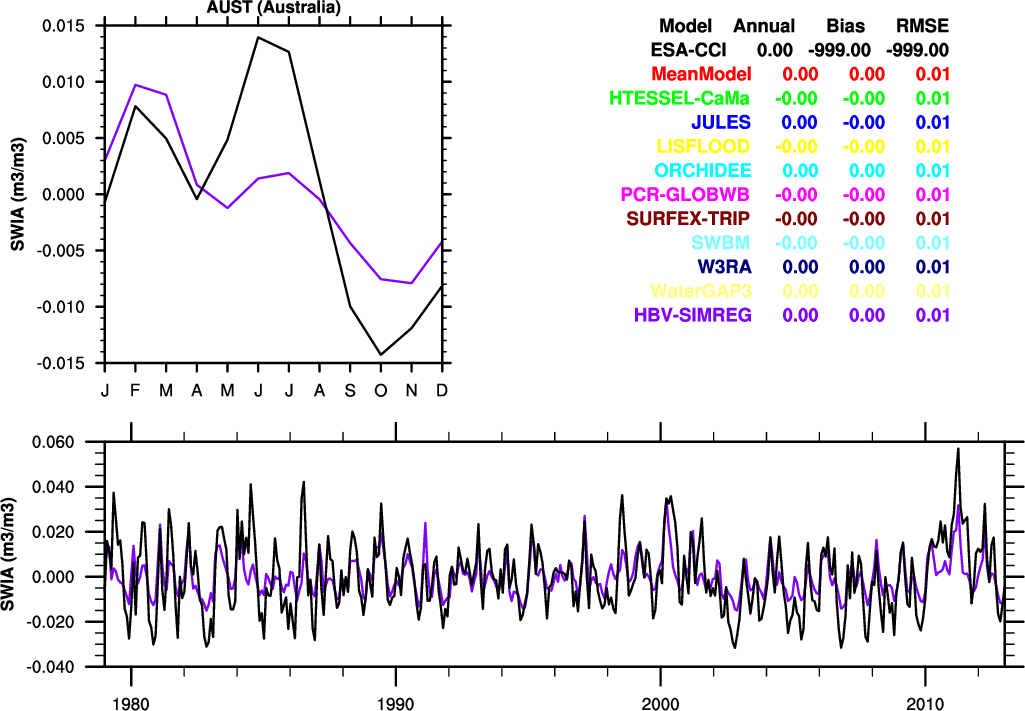 AUST (Australia)
0.015
0.010
0.005
0.000
-0.005
-0.010
-0.015
SWIA (m3/m3)
J F M A M J J A S O N D
Model Annual Bias RMSE
ESA-CCI 0.00 -999.00 -999.00
MeanModel 0.00 0.00 0.01
HTESSEL-CaMa -0.00 -0.00 0.01
JULES 0.00 -0.00 0.01
LISFLOOD -0.00 -0.00 0.01
ORCHIDEE 0.00 0.00 0.01
PCR-GLOBWB -0.00 -0.00 0.01
SURFEX-TRIP -0.00 -0.00 0.01
SWBM -0.00 -0.00 0.01
W3RA 0.00 0.00 0.01
WaterGAP3 0.00 0.00 0.01
HBV-SIMREG 0.00 0.00 0.01
0.060
0.040
0.020
0.000
-0.020
-0.040
SWIA (m3/m3)
1980 1990 2000 2010